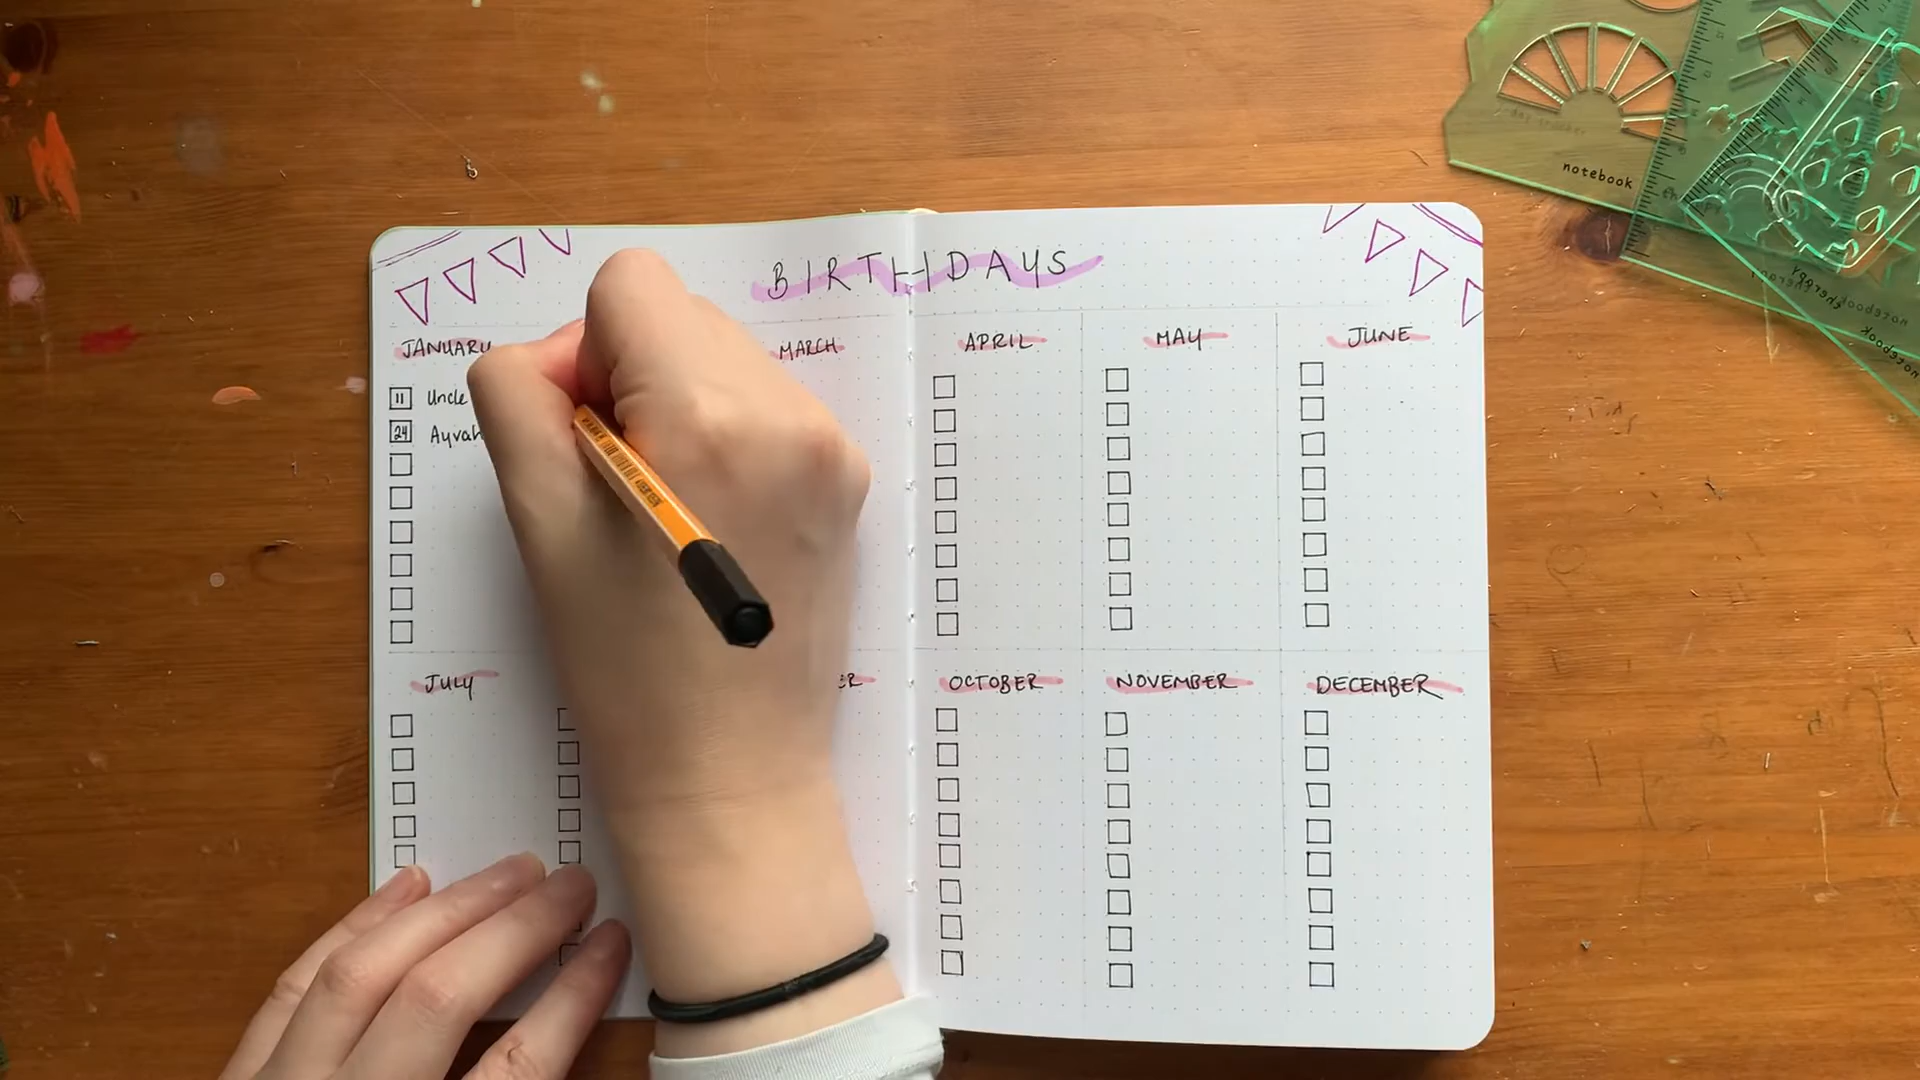 notebook
BIRTHDAYS
JANUARY
MARCH
APRIL
MAY
JUNE
11 Uncle
24 Ayvah
JULY
OCTOBER
NOVEMBER
DECEMBER